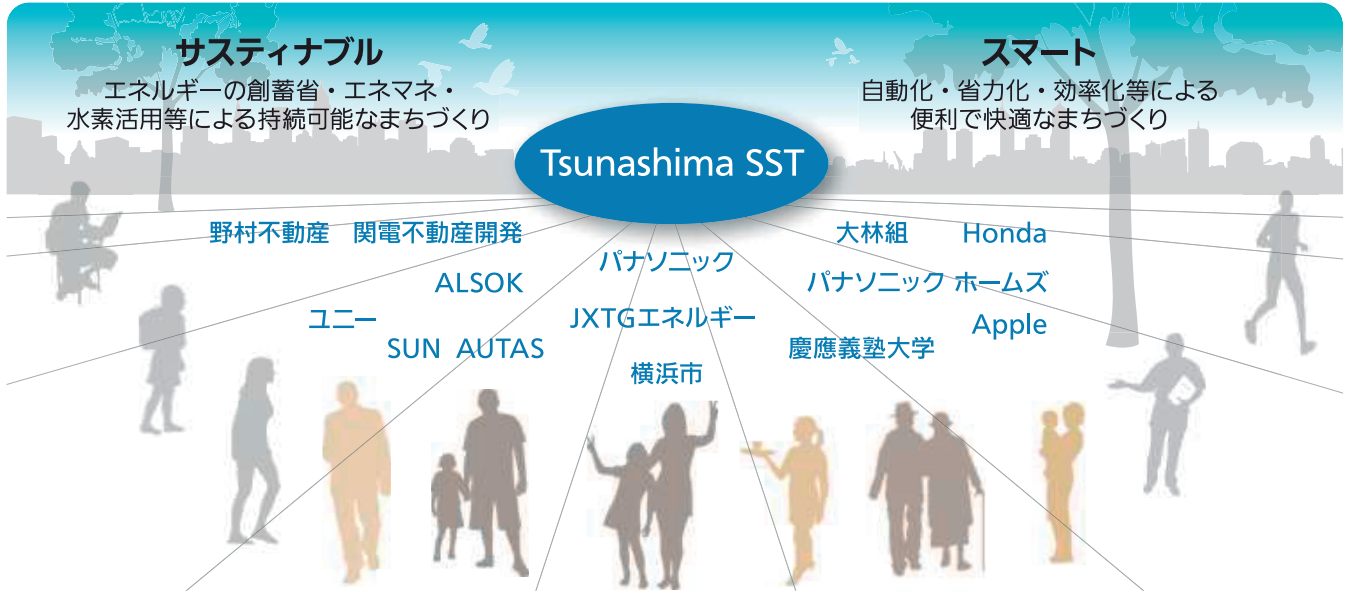 サスティナブル
エネルギーの創蓄省・エネマネ・
水素活用等による持続可能なまちづくり
スマート
自動化・省力化・効率化等による
便利で快適なまちづくり
Tsunashima SST
野村不動産 関電不動産開発
ALSOK
ユニー
SUN AUTAS
パナソニック
JXTGエネルギー
横浜市
大林組 Honda
パナソニック ホームズ
Apple
慶應義塾大学